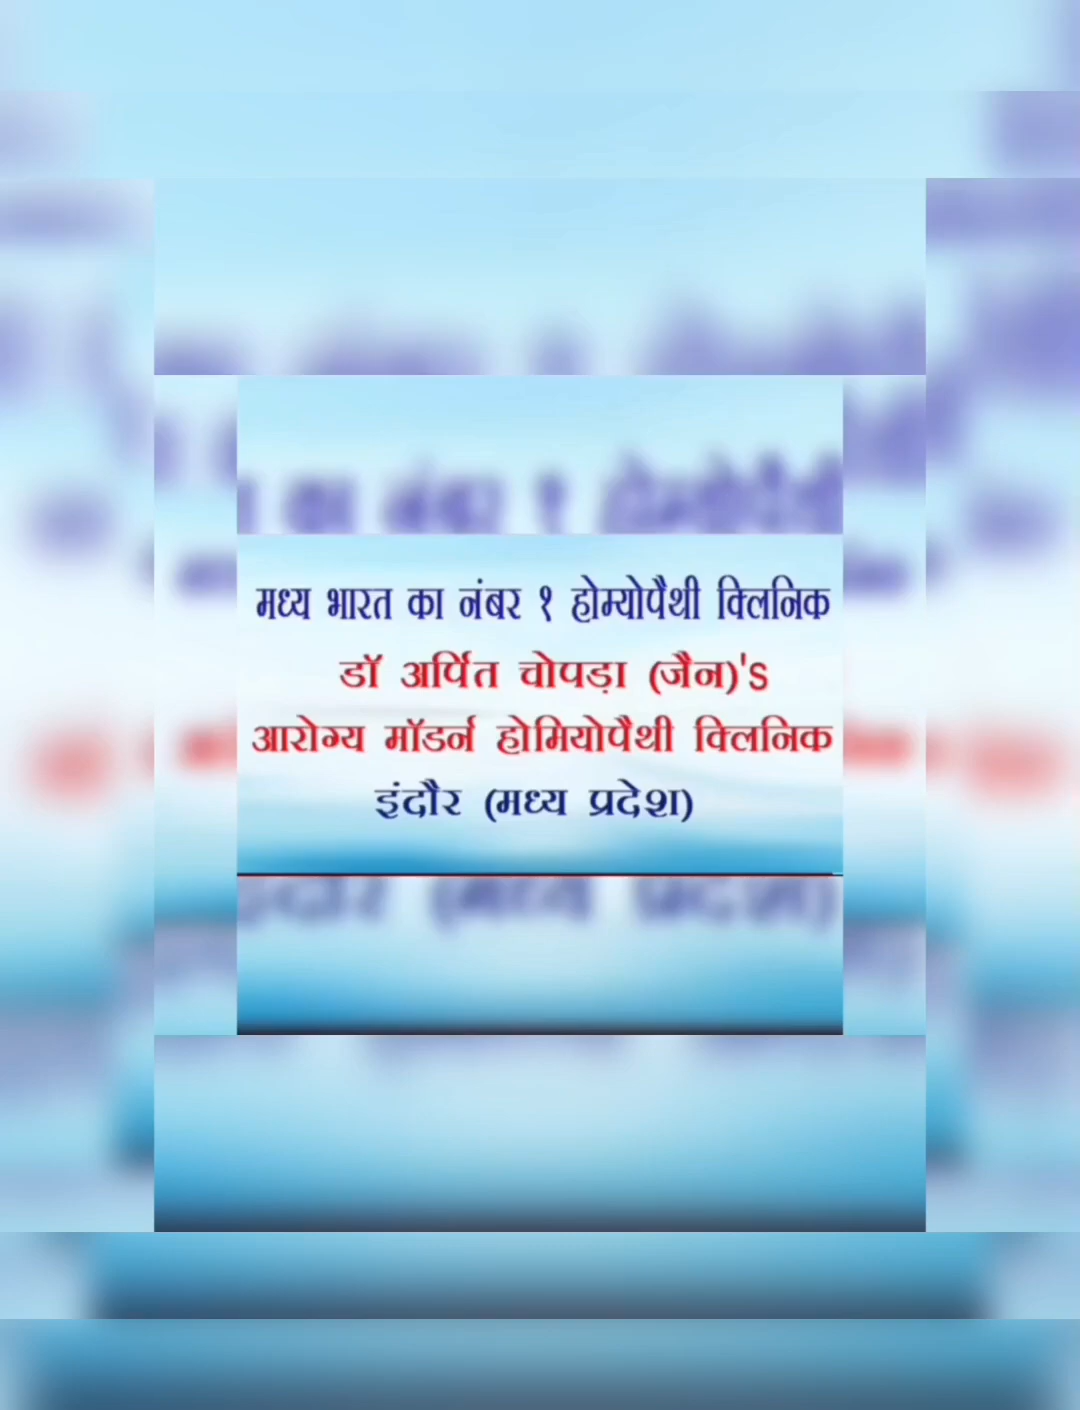 मध्य भारत का नंबर १ होम्योपैथी क्लिनिक
डॉ अर्पित चोपड़ा (जैन)'s
आरोग्य मॉडर्न होमियोपैथी क्लिनिक
इंदौर (मध्य प्रदेश)